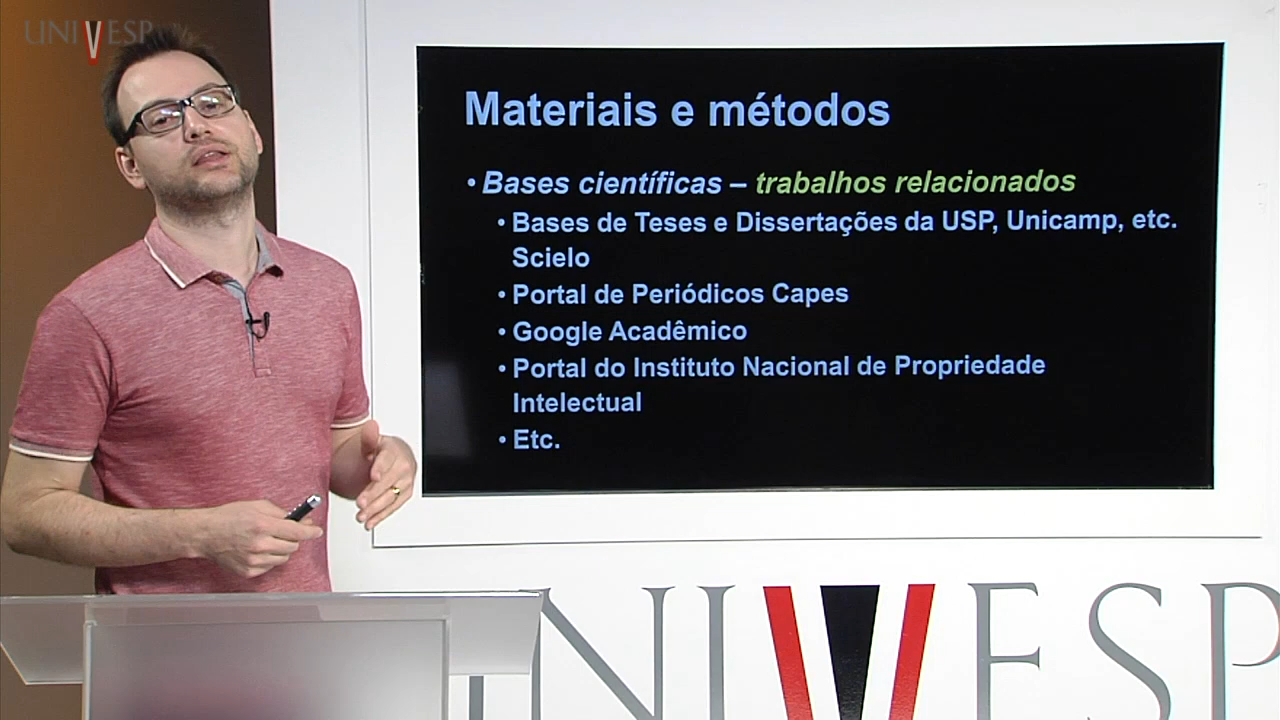 UNIVESP
Materiais e métodos
• Bases científicas – trabalhos relacionados
• Bases de Teses e Dissertações da USP, Unicamp, etc.
Scielo
• Portal de Periódicos Capes
• Google Acadêmico
• Portal do Instituto Nacional de Propriedade
Intelectual
• Etc.
UNIVESP